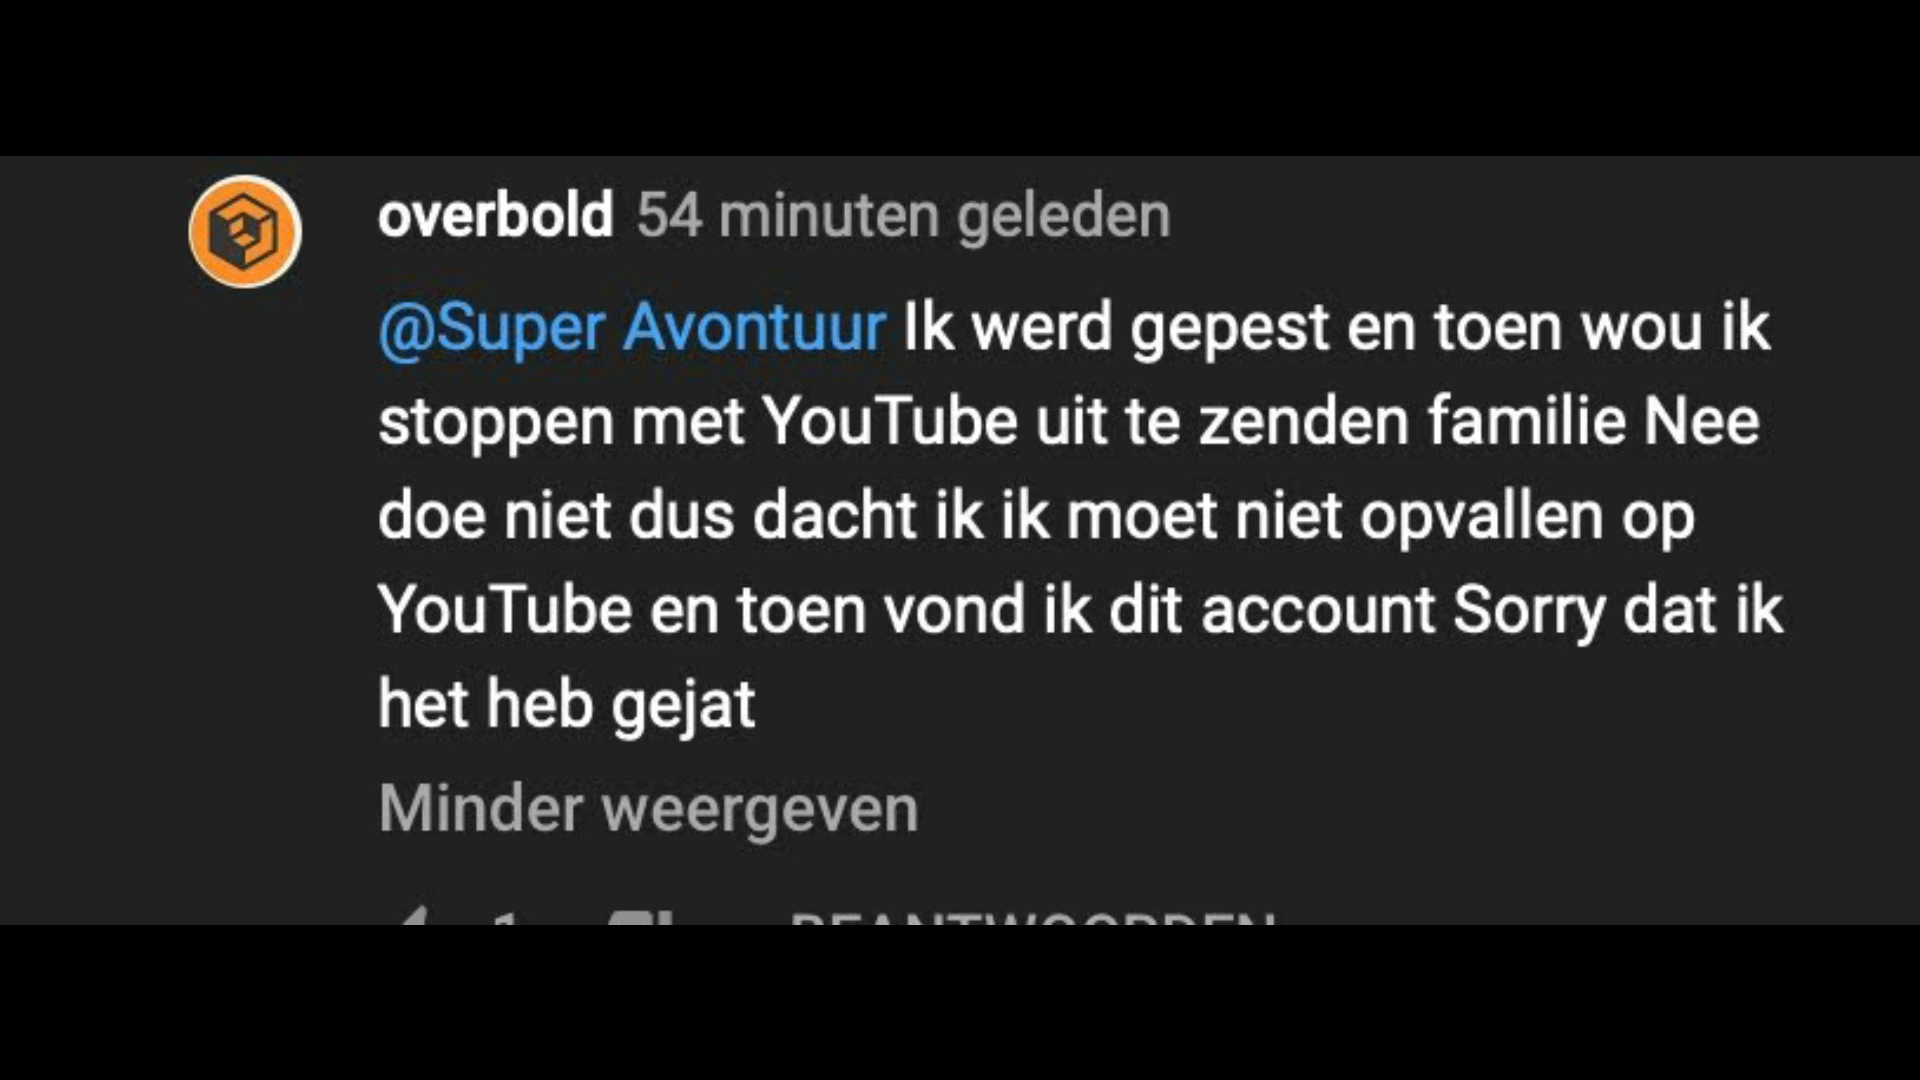 overbold 54 minuten geleden
@Super Avontuur Ik werd gepest en toen wou ik
stoppen met YouTube uit te zenden familie Nee
doe niet dus dacht ik ik moet niet opvallen op
YouTube en toen vond ik dit account Sorry dat ik
het heb gejat
Minder weergeven
1 BEANTWOORDEN